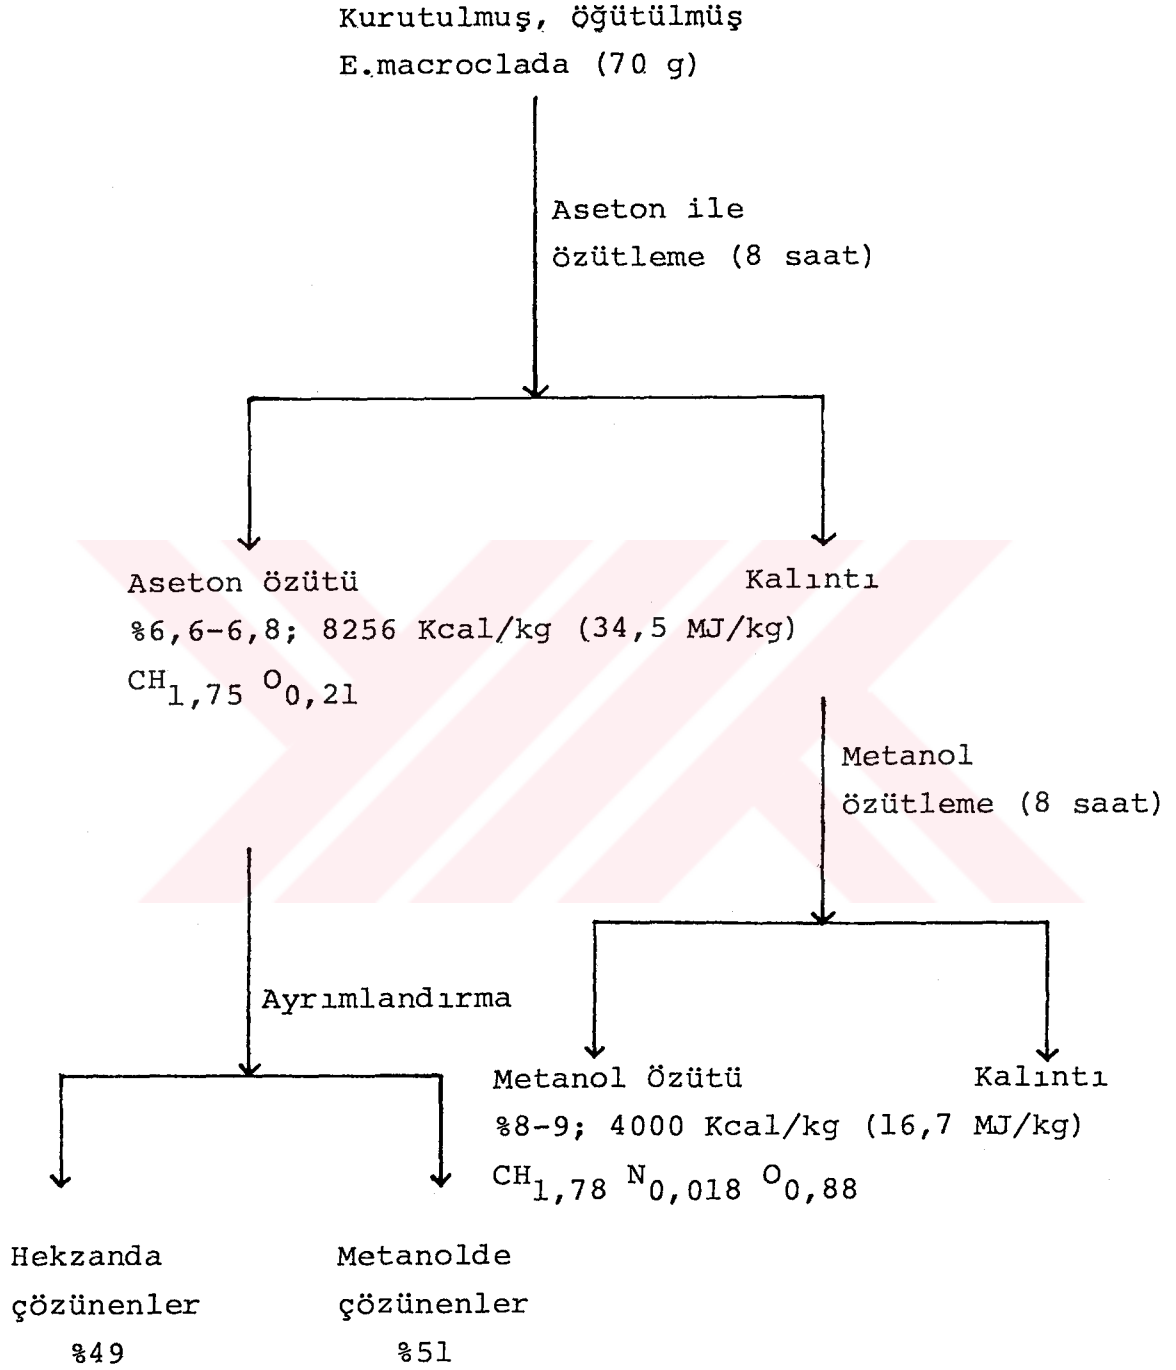 Kurutulmuş, öğütülmüş
E.macroclada (70 g)
Aseton ile
özütleme (8 saat)
Aseton özütü
%6,6-6,8; 8256 Kcal/kg (34,5 MJ/kg)
CH1,75 O0,21
Kalıntı
Metanol
özütleme (8 saat)
Ayrımlandırma
Metanol Özütü
%8-9; 4000 Kcal/kg (16,7 MJ/kg)
CH1,78 N0,018 O0,88
Kalıntı
Hekzanda
çözünenler
%49
Metanolde
çözünenler
%51